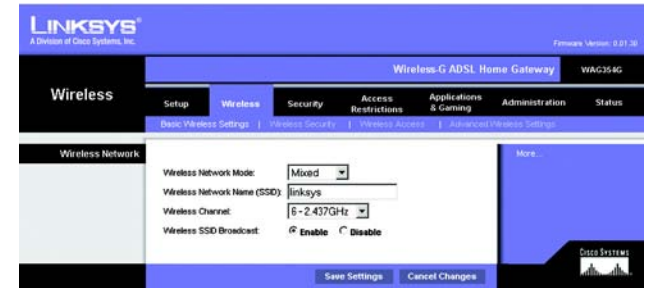 LINKSYS®
A Division of Cisco Systems, Inc.
Firmware Version: 0.01.30
Wireless-G ADSL Home Gateway WAG354G
Wireless
Setup Wireless Security Access Restrictions Applications & Gaming Administration Status
Basic Wireless Settings | Wireless Security | Wireless Access | Advanced Wireless Settings
Wireless Network
More...
Wireless Network Mode: Mixed
Wireless Network Name (SSID): linksys
Wireless Channel: 6 - 2.437GHz
Wireless SSID Broadcast: Enable Disable
CISCO SYSTEMS
Save Settings Cancel Changes